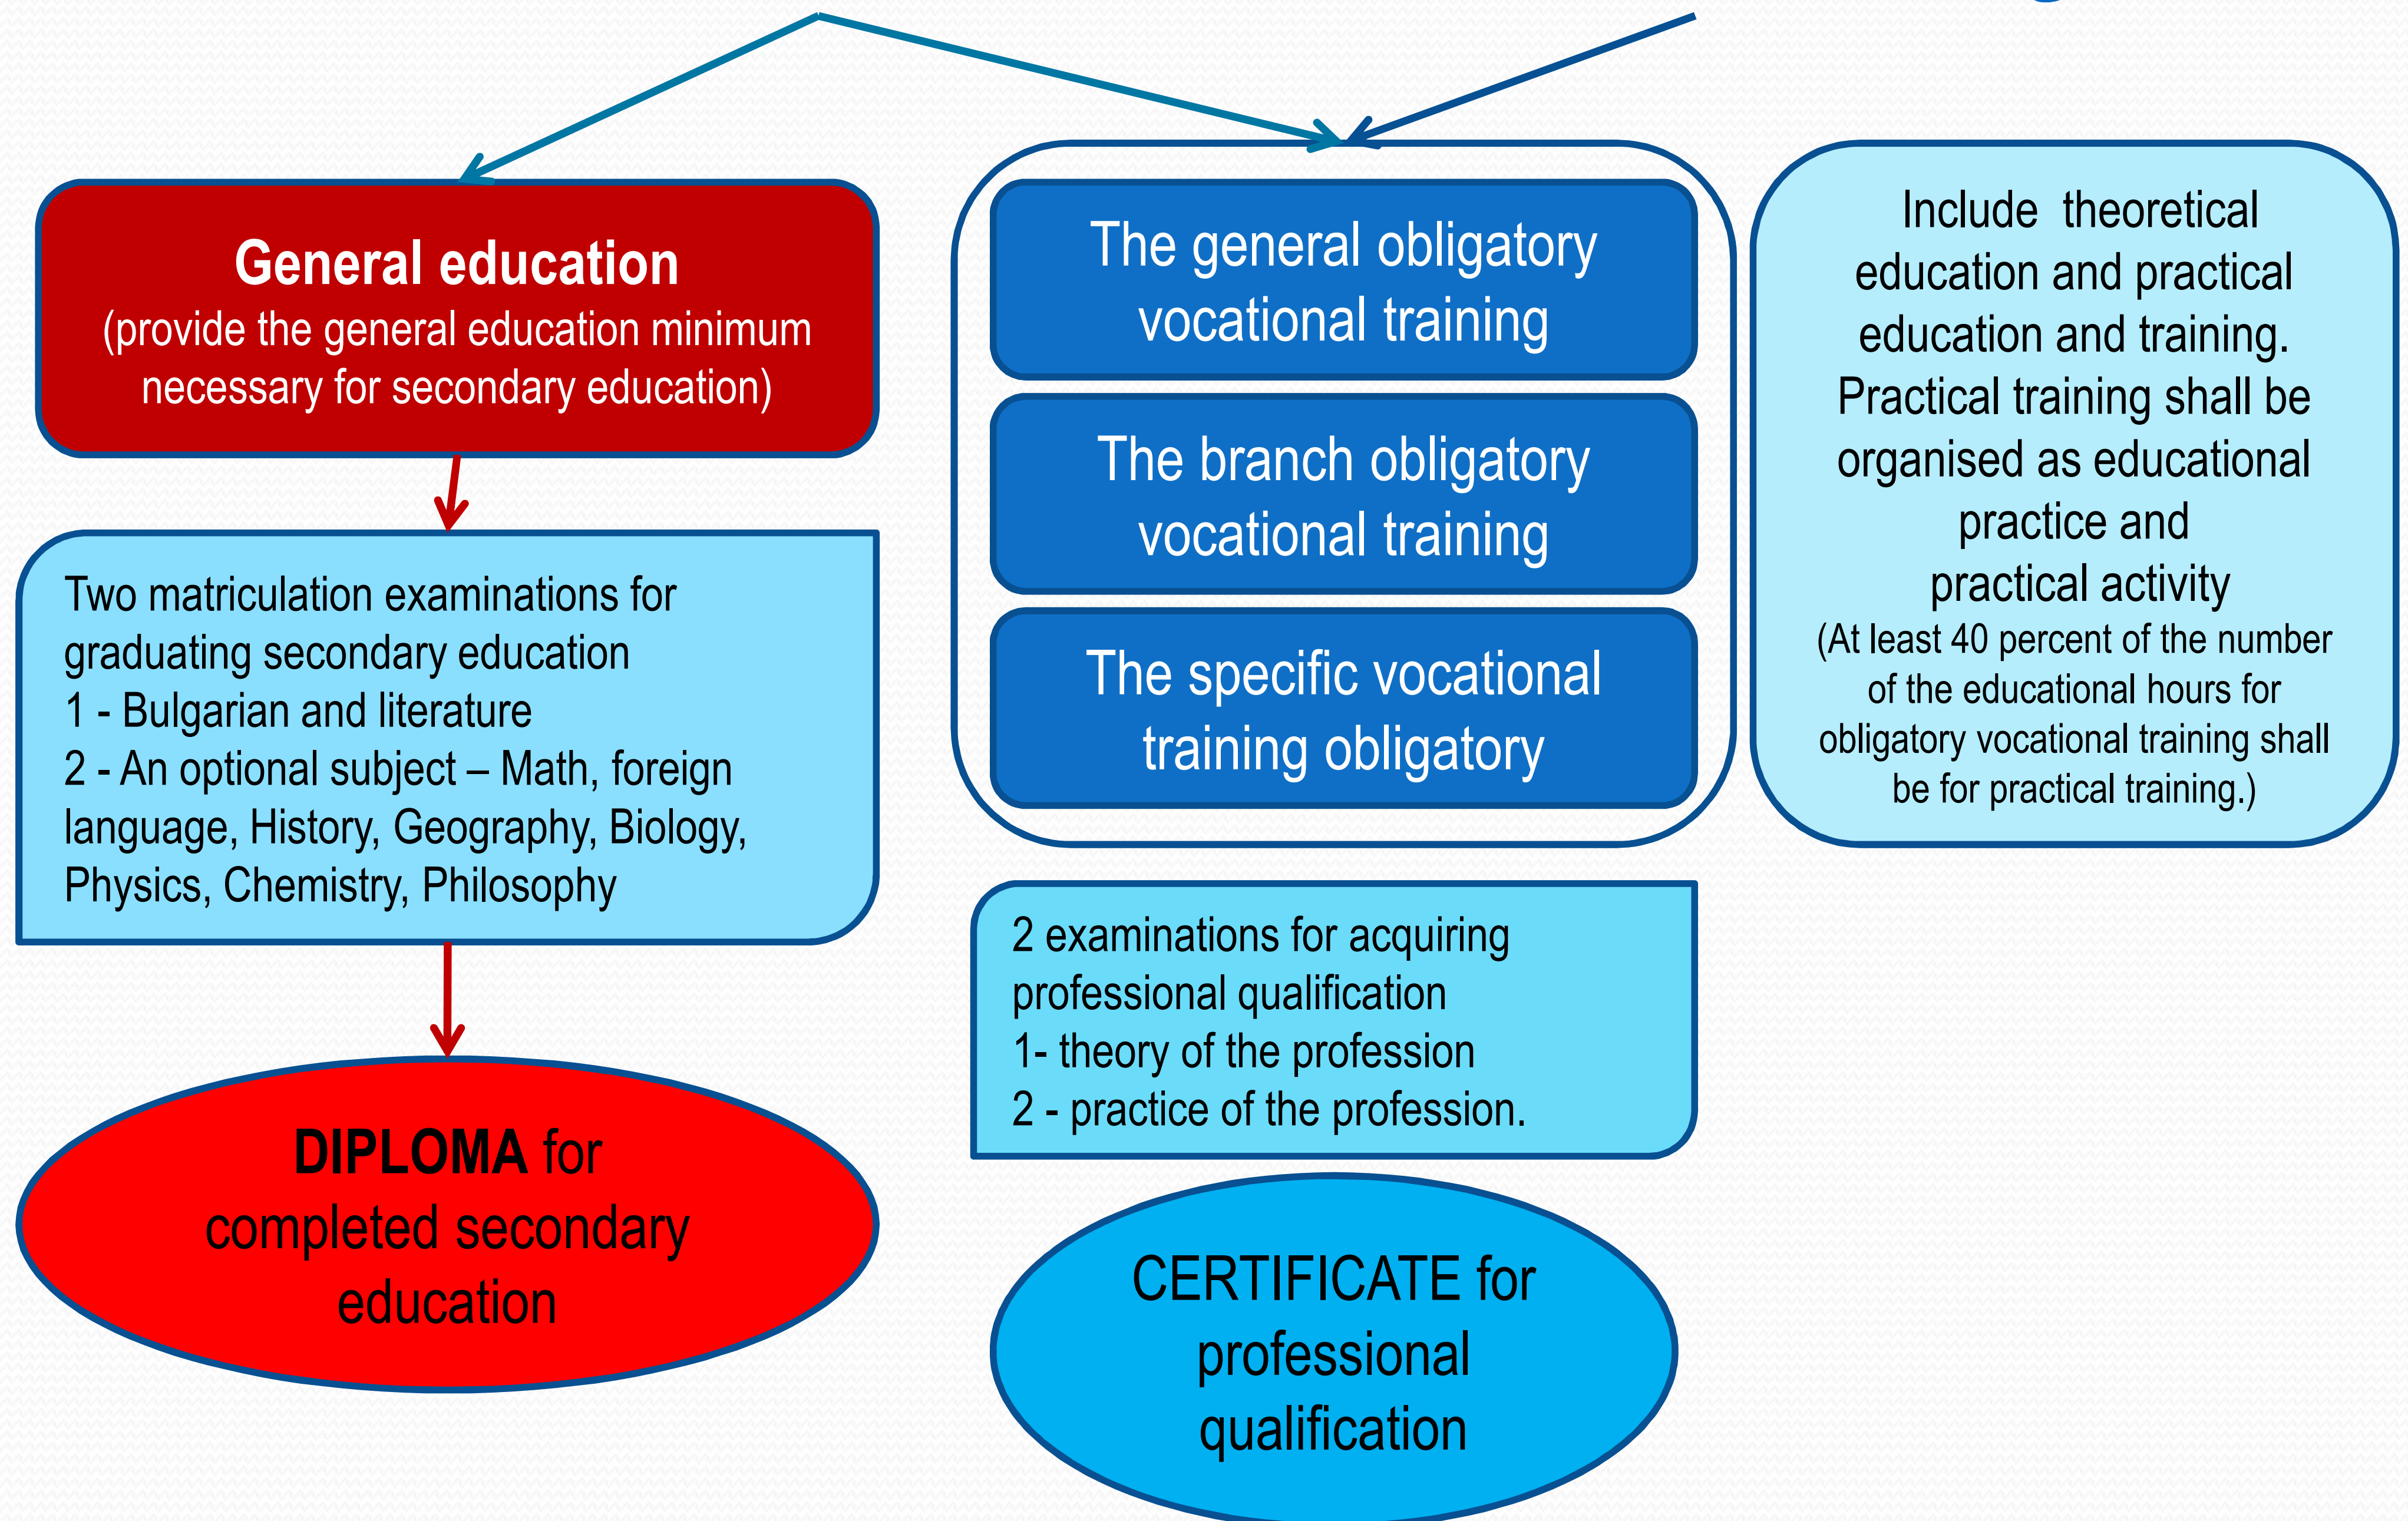 General education
(provide the general education minimum
necessary for secondary education)
Two matriculation examinations for
graduating secondary education
1 - Bulgarian and literature
2 - An optional subject – Math, foreign
language, History, Geography, Biology,
Physics, Chemistry, Philosophy
DIPLOMA for
completed secondary
education
The general obligatory
vocational training
The branch obligatory
vocational training
The specific vocational
training obligatory
2 examinations for acquiring
professional qualification
1- theory of the profession
2 - practice of the profession.
CERTIFICATE for
professional
qualification
Include  theoretical
education and practical
education and training.
Practical training shall be
organised as educational
practice and
practical activity
(At least 40 percent of the number
of the educational hours for
obligatory vocational training shall
be for practical training.)